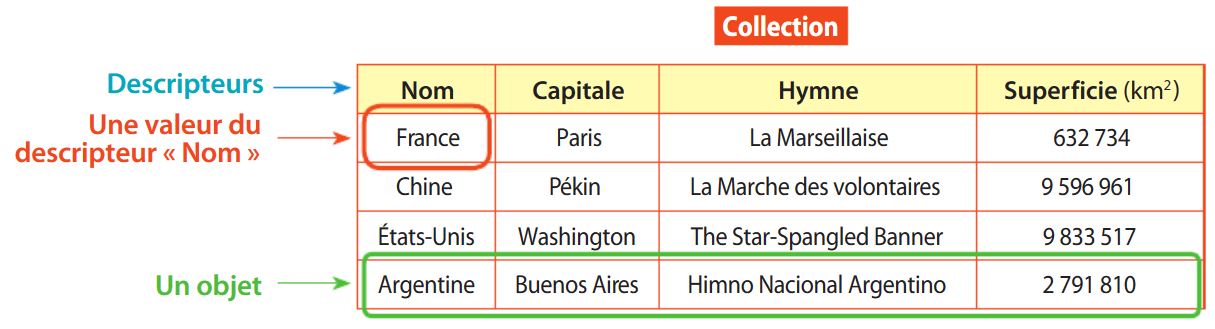 Collection
Descripteurs
Nom Capitale Hymne Superficie (km²)
Une valeur du
descripteur « Nom »
France Paris La Marseillaise 632 734
Chine Pékin La Marche des volontaires 9 596 961
États-Unis Washington The Star-Spangled Banner 9 833 517
Un objet
Argentine Buenos Aires Himno Nacional Argentino 2 791 810